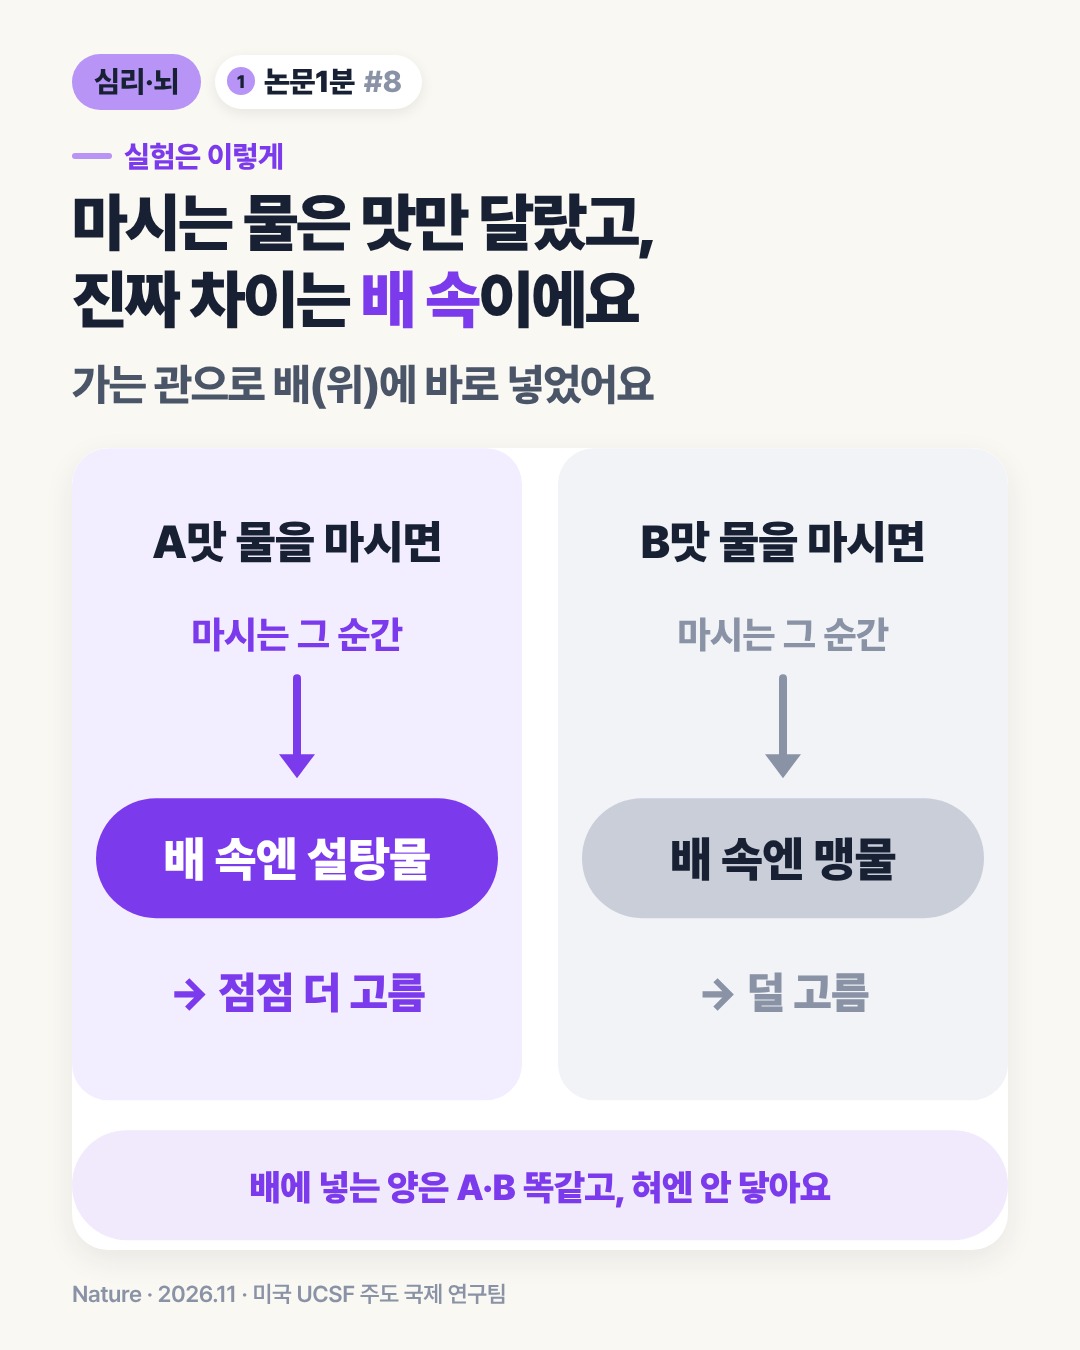 심리·뇌
1 논문1분 #8
실험은 이렇게
마시는 물은 맛만 달랐고,
진짜 차이는 배 속이에요
가는 관으로 배(위)에 바로 넣었어요
A맛 물을 마시면
마시는 그 순간
배 속엔 설탕물
→ 점점 더 고름
B맛 물을 마시면
마시는 그 순간
배 속엔 맹물
→ 덜 고름
배에 넣는 양은 A·B 똑같고, 혀엔 안 닿아요
Nature · 2026.11 · 미국 UCSF 주도 국제 연구팀